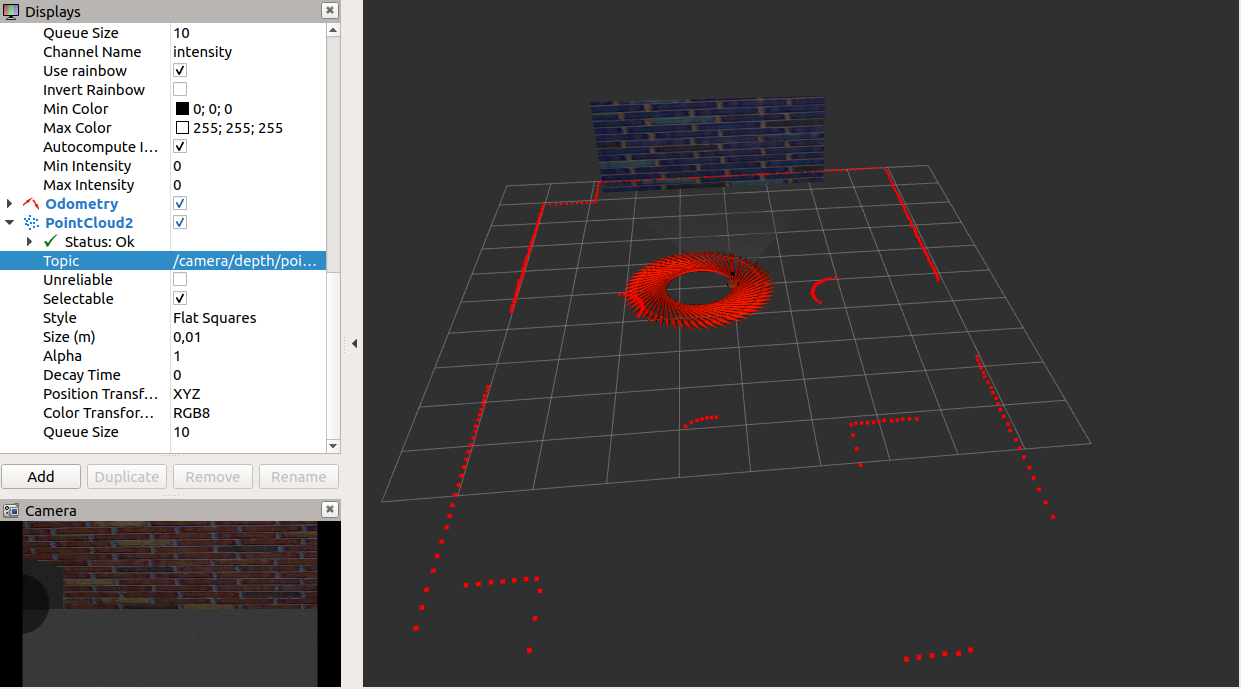 Displays
Queue Size 10
Channel Name intensity
Use rainbow
Invert Rainbow
Min Color 0; 0; 0
Max Color 255; 255; 255
Autocompute I...
Min Intensity 0
Max Intensity 0
Odometry
PointCloud2
Status: Ok
Topic /camera/depth/poi...
Unreliable
Selectable
Style Flat Squares
Size (m) 0,01
Alpha 1
Decay Time 0
Position Transf... XYZ
Color Transfor... RGB8
Queue Size 10
Add Duplicate Remove Rename
Camera